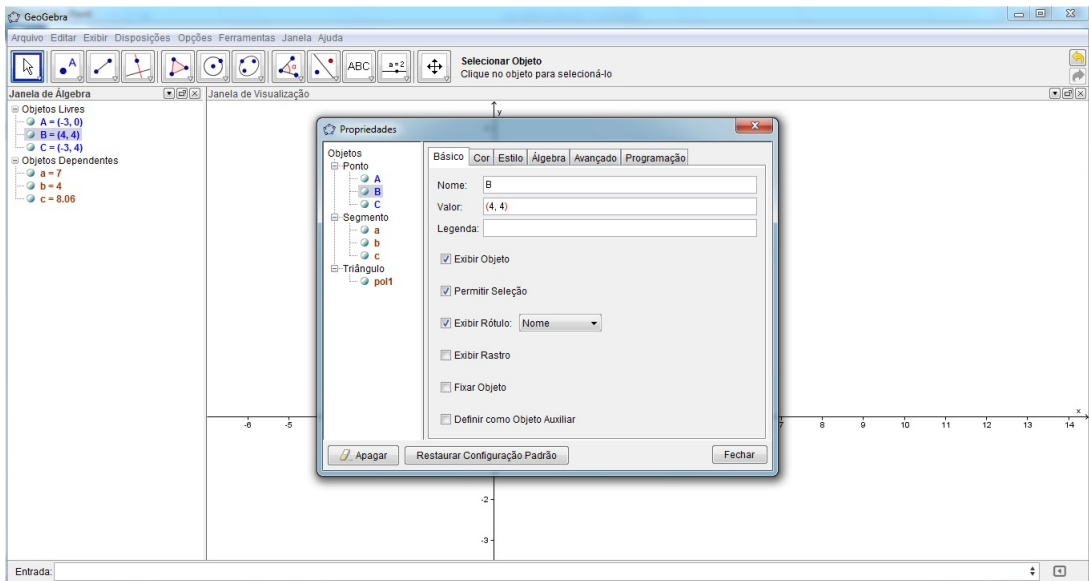 GeoGebra
Arquivo Editar Exibir Disposições Opções Ferramentas Janela Ajuda
A
α
ABC
a=2
Selecionar Objeto
Clique no objeto para selecioná-lo
Janela de Álgebra
Janela de Visualização
Objetos Livres
A = (-3, 0)
B = (4, 4)
C = (-3, 4)
Objetos Dependentes
a = 7
b = 4
c = 8.06
y
Propriedades
Objetos
Ponto
A
B
C
Segmento
a
b
c
Triângulo
pol1
Básico Cor Estilo Álgebra Avançado Programação
Nome: B
Valor: (4, 4)
Legenda:
Exibir Objeto
Permitir Seleção
Exibir Rótulo: Nome
Exibir Rastro
Fixar Objeto
Definir como Objeto Auxiliar
Apagar Restaurar Configuração Padrão Fechar
x
-6 -5 7 8 9 10 11 12 13 14
-2
-3
Entrada: